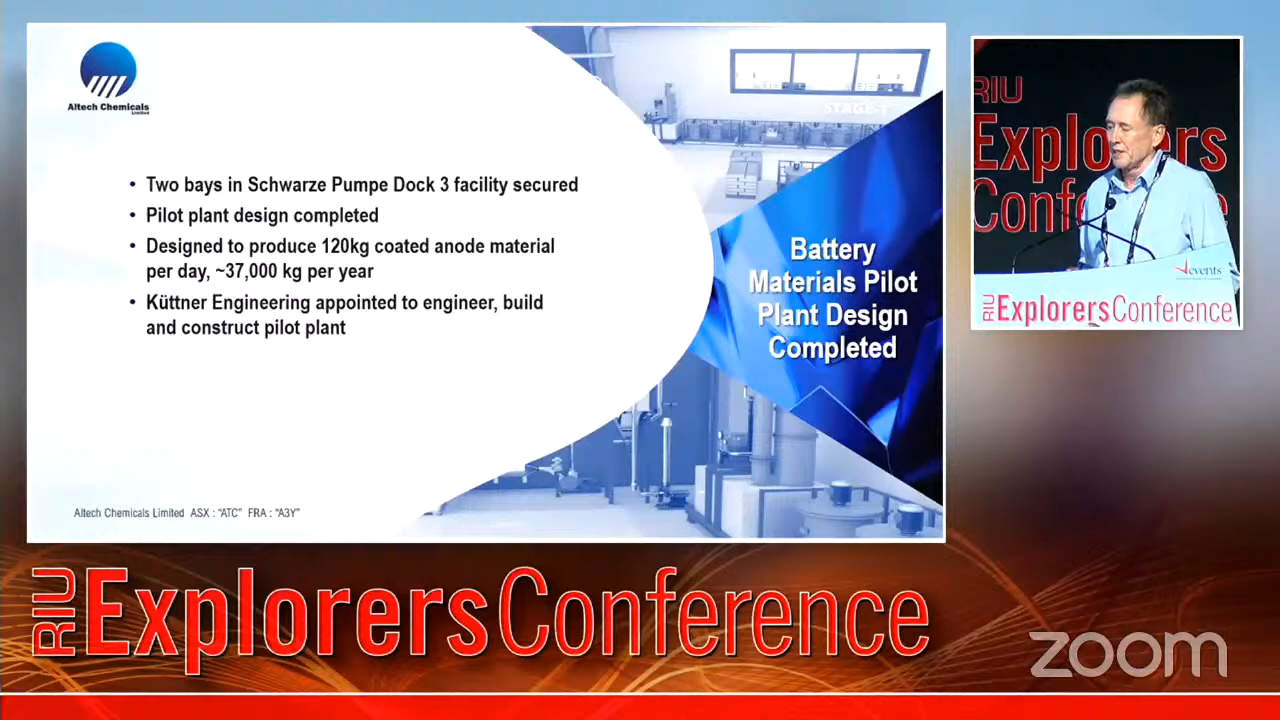 Altech Chemicals
Limited
• Two bays in Schwarze Pumpe Dock 3 facility secured
• Pilot plant design completed
• Designed to produce 120kg coated anode material
per day, ~37,000 kg per year
• Küttner Engineering appointed to engineer, build
and construct pilot plant
STAGE-1
Battery
Materials Pilot
Plant Design
Completed
Altech Chemicals Limited ASX : “ATC” FRA : “A3Y”
RIU
Explorers
Conf e
events
RIU ExplorersConference
RIU ExplorersConference
zoom